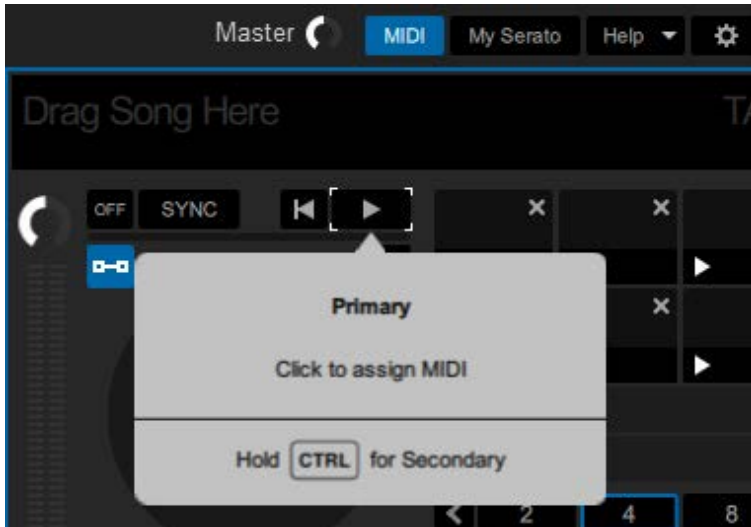 Master MIDI My Serato Help
Drag Song Here
OFF SYNC
Primary
Click to assign MIDI
Hold CTRL for Secondary
2 4 8